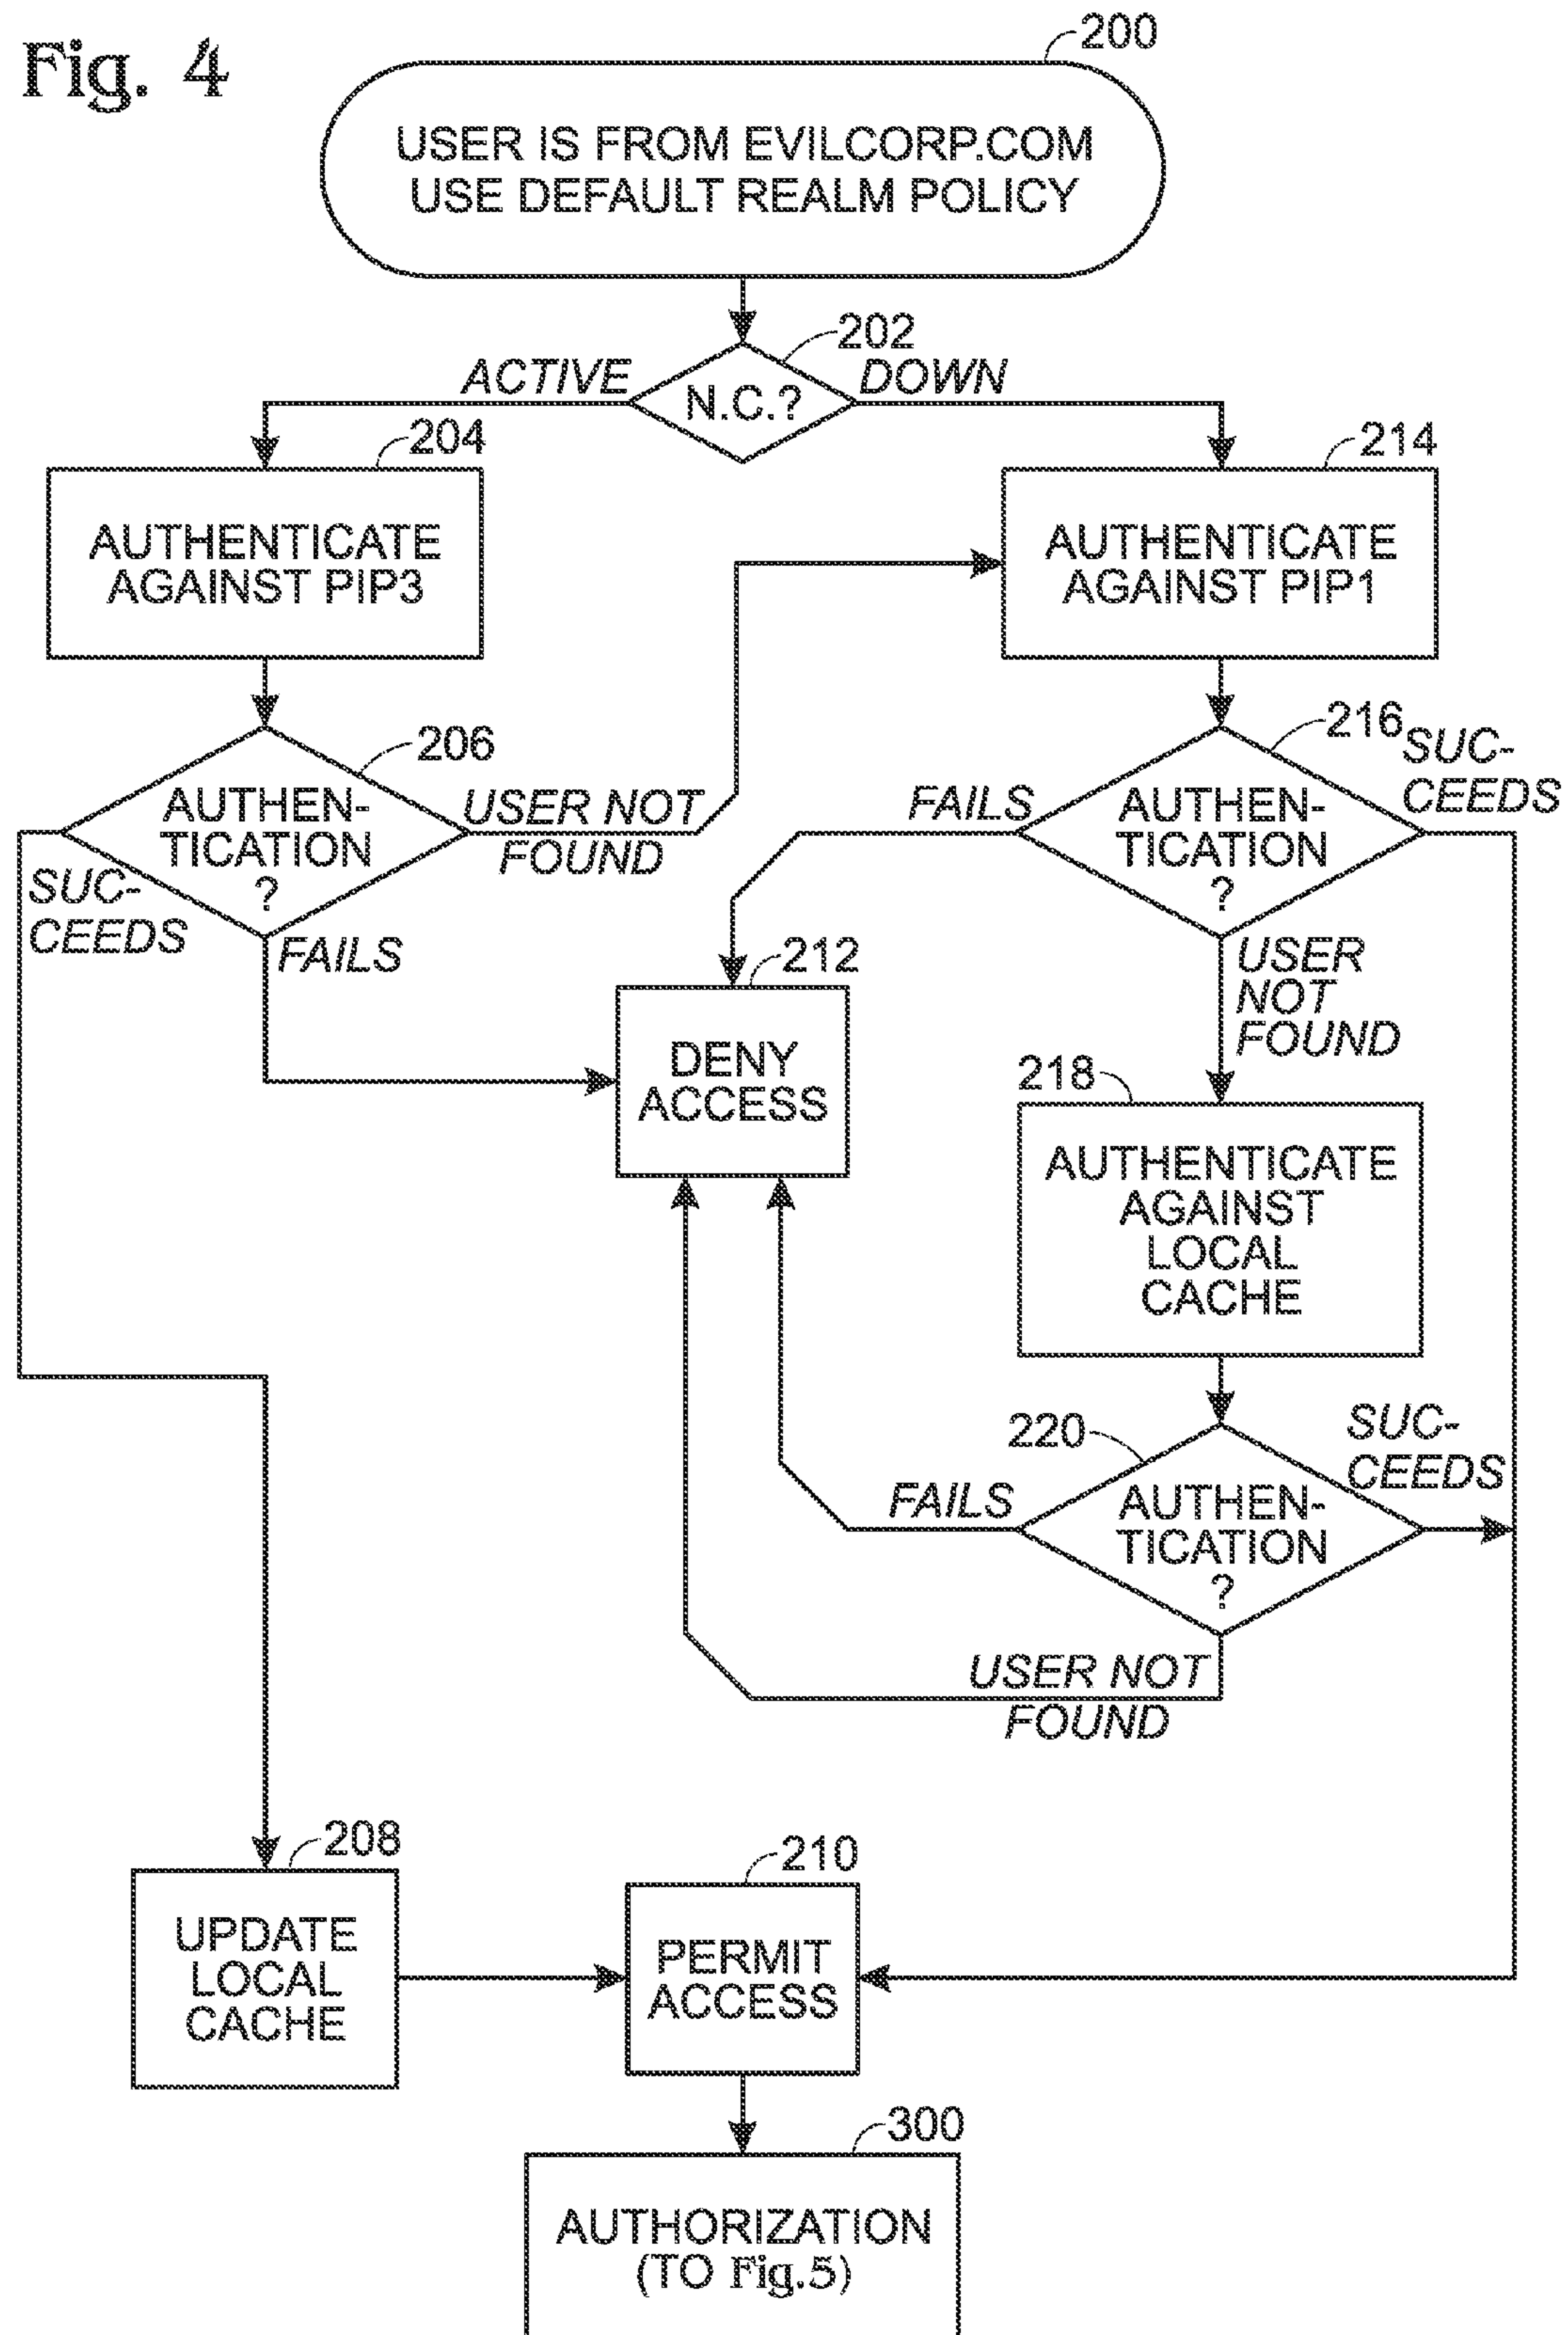 Fig. 4
200
USER IS FROM EVILCORP.COM
USE DEFAULT REALM POLICY
202
ACTIVE
N.C.?
DOWN
204
214
AUTHENTICATE
AGAINST PIP3
AUTHENTICATE
AGAINST PIP1
206
216
SUC-
CEEDS
AUTHEN-
TICATION
?
USER NOT
FOUND
FAILS
AUTHEN-
TICATION
?
SUC-
CEEDS
FAILS
212
USER
NOT
FOUND
DENY
ACCESS
218
AUTHENTICATE
AGAINST
LOCAL
CACHE
220
SUC-
CEEDS
FAILS
AUTHEN-
TICATION
?
USER NOT
FOUND
208
210
UPDATE
LOCAL
CACHE
PERMIT
ACCESS
300
AUTHORIZATION
(TO Fig.5)